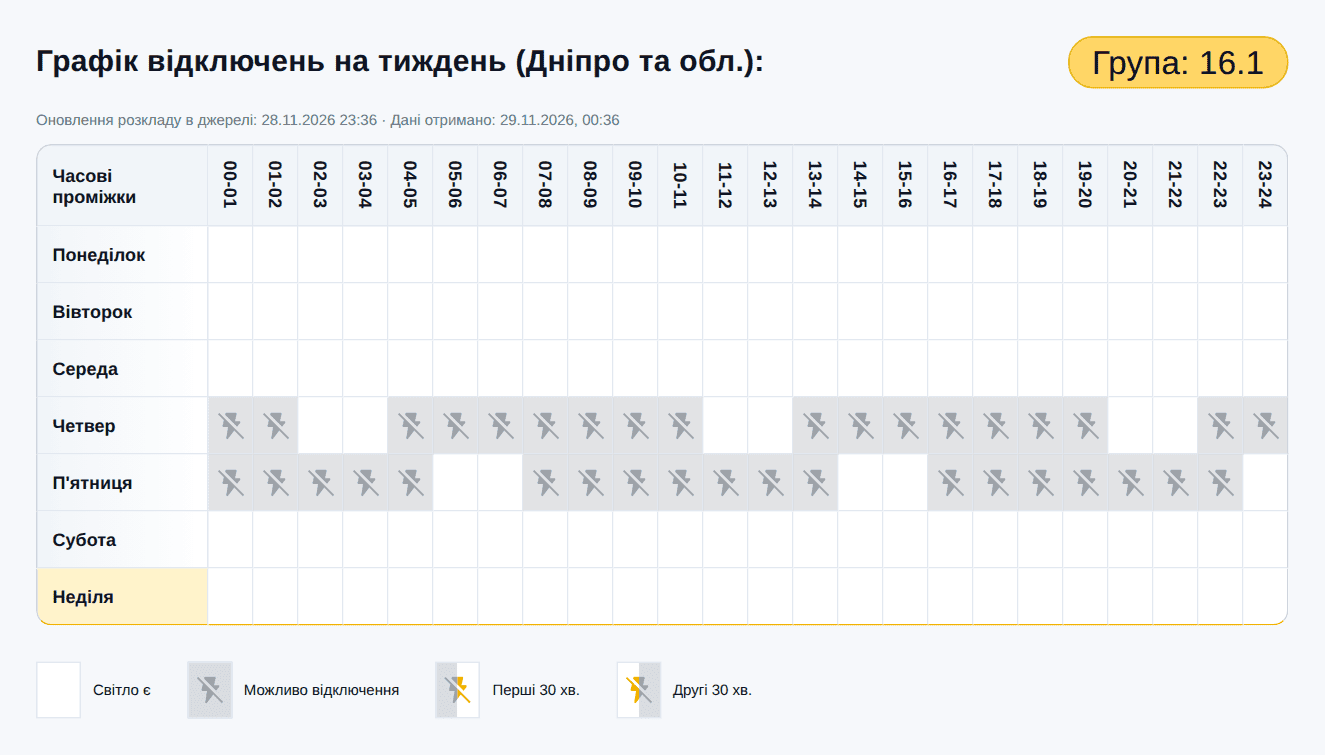 Графік відключень на тиждень (Дніпро та обл.):
Група: 16.1
Оновлення розкладу в джерелі: 28.11.2026 23:36 · Дані отримано: 29.11.2026, 00:36
Часові
проміжки
00-01
01-02
02-03
03-04
04-05
05-06
06-07
07-08
08-09
09-10
10-11
11-12
12-13
13-14
14-15
15-16
16-17
17-18
18-19
19-20
20-21
21-22
22-23
23-24
Понеділок
Вівторок
Середа
Четвер
П'ятниця
Субота
Неділя
Світло є
Можливо відключення
Перші 30 хв.
Другі 30 хв.